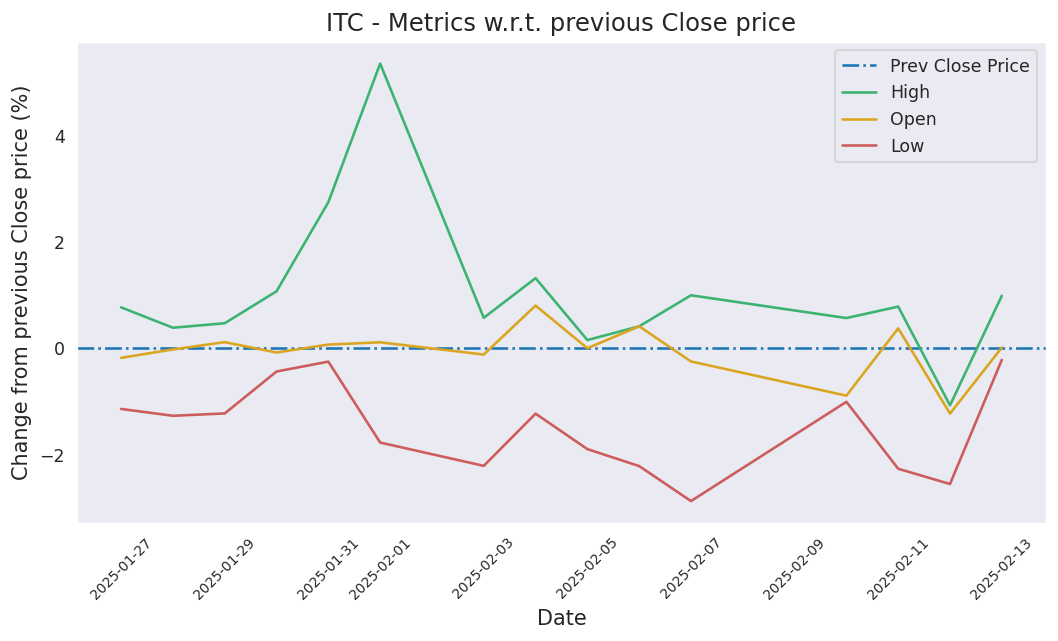 ITC - Metrics w.r.t. previous Close price
Prev Close Price
High
Open
Low
Change from previous Close price (%)
4
2
0
−2
2025-01-27
2025-01-29
2025-01-31
2025-02-01
2025-02-03
2025-02-05
2025-02-07
2025-02-09
2025-02-11
2025-02-13
Date